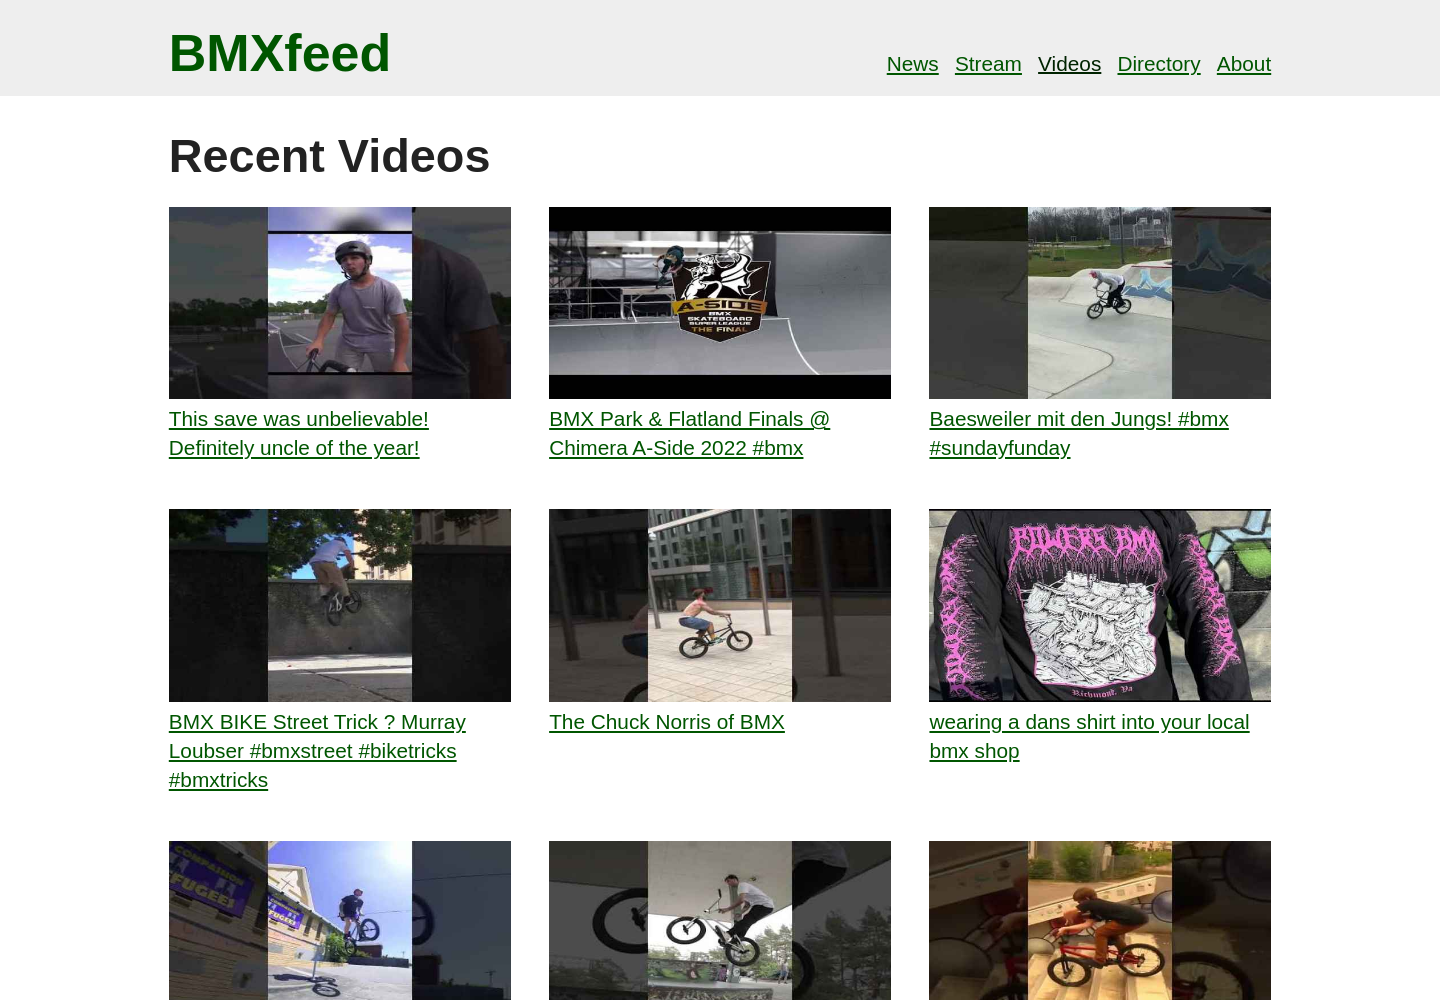 BMXfeed
News Stream Videos Directory About
Recent Videos
A-SIDE
BMX
SKATEBOARD
SUPER LEAGUE
THE FINAL
This save was unbelievable!
Definitely uncle of the year!
BMX Park & Flatland Finals @
Chimera A-Side 2022 #bmx
Baesweiler mit den Jungs! #bmx
#sundayfunday
POWERS BMX
Richmond, Va
BMX BIKE Street Trick ? Murray
Loubser #bmxstreet #biketricks
#bmxtricks
The Chuck Norris of BMX
wearing a dans shirt into your local
bmx shop
COMPASSION
FUGEES